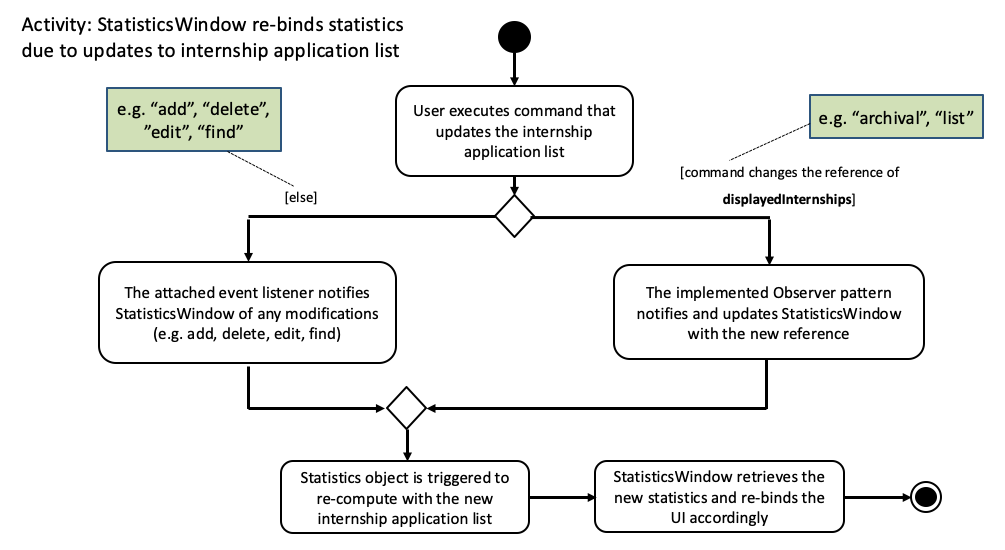 Activity: StatisticsWindow re-binds statistics
due to updates to internship application list
e.g. “add”, “delete”,
”edit”, “find”
User executes command that
updates the internship
application list
e.g. “archival”, “list”
[command changes the reference of
displayedInternships]
[else]
The attached event listener notifies
StatisticsWindow of any modifications
(e.g. add, delete, edit, find)
The implemented Observer pattern
notifies and updates StatisticsWindow
with the new reference
Statistics object is triggered to
re-compute with the new
internship application list
StatisticsWindow retrieves the
new statistics and re-binds the
UI accordingly